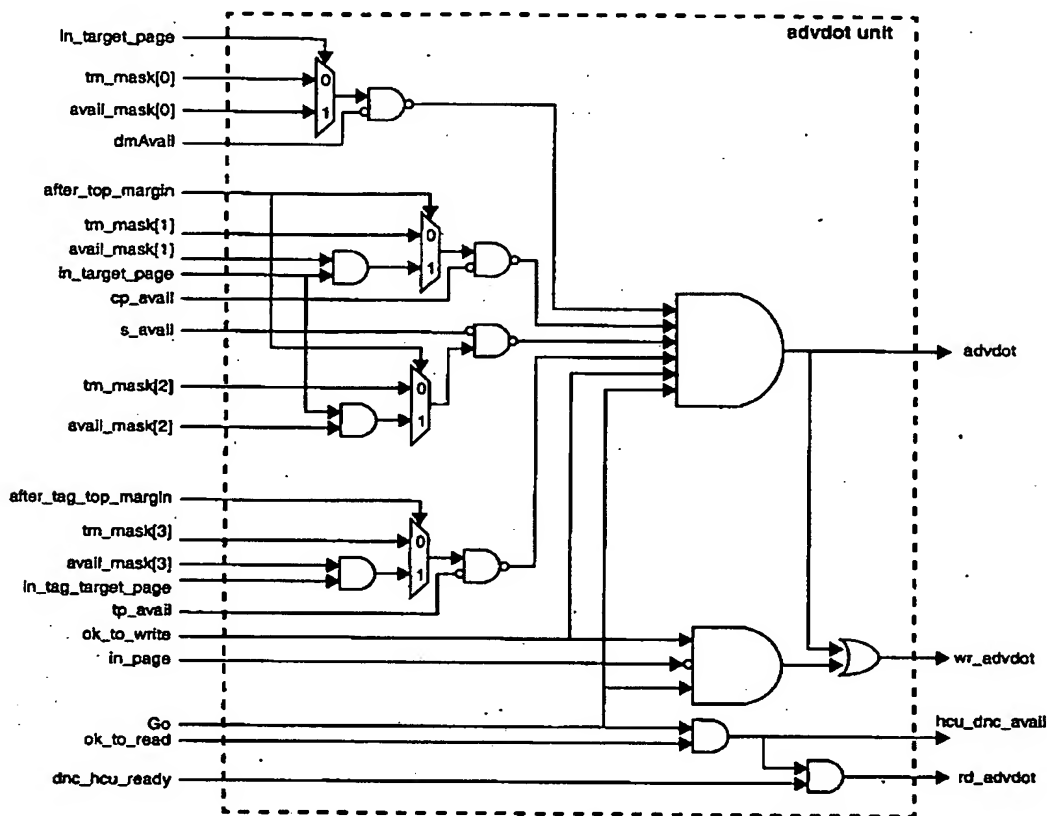 in_target_page
advdot unit
tm_mask[0]
0
avail_mask[0]
1
dmAvail
after_top_margin
tm_mask[1]
0
avail_mask[1]
in_target_page
1
cp_avail
s_avail
advdot
tm_mask[2]
0
1
avail_mask[2]
after_tag_top_margin
tm_mask[3]
0
avail_mask[3]
1
in_tag_target_page
tp_avail
ok_to_write
in_page
wr_advdot
Go
hcu_dnc_avail
ok_to_read
dnc_hcu_ready
rd_advdot